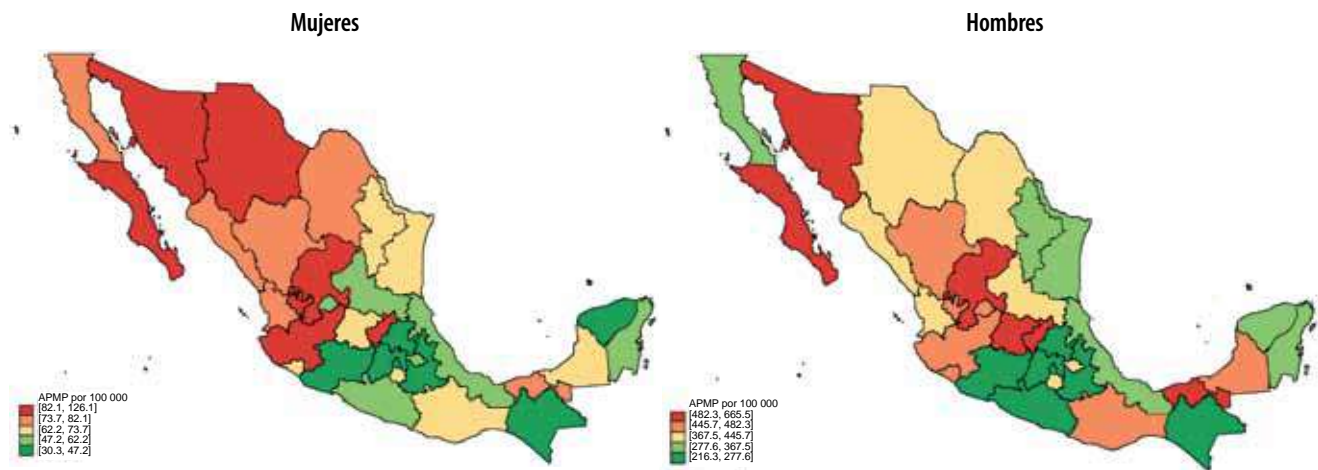 Mujeres
Hombres
APMP por 100 000
[82.1, 126.1]
[73.7, 82.1]
[62.2, 73.7]
[47.2, 62.2]
[30.3, 47.2]
APMP por 100 000
[482.3, 665.5]
[445.7, 482.3]
[367.5, 445.7]
[277.6, 367.5]
[216.3, 277.6]